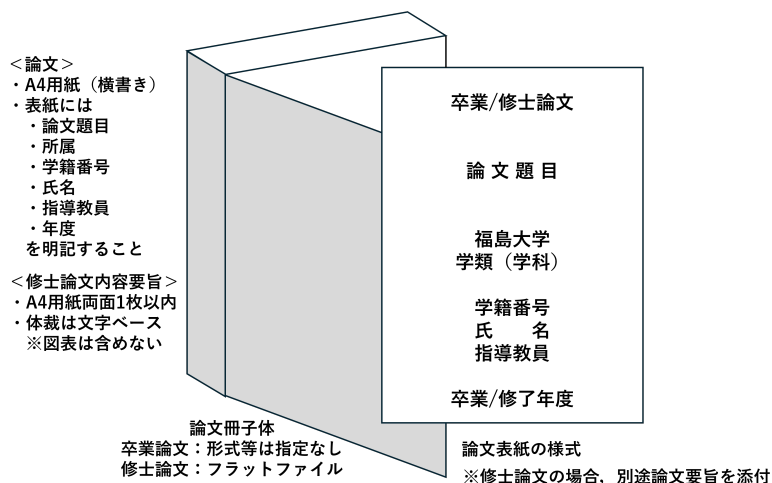 ＜論文＞
・A4用紙（横書き）
・表紙には
・論文題目
・所属
・学籍番号
・氏名
・指導教員
・年度
を明記すること
＜修士論文内容要旨＞
・A4用紙両面1枚以内
・体裁は文字ベース
※図表は含めない
卒業/修士論文
論 文 題 目
福島大学
学類（学科）
学籍番号
氏　　名
指導教員
卒業/修了年度
論文冊子体
卒業論文：形式等は指定なし
修士論文：フラットファイル
論文表紙の様式
※修士論文の場合，別途論文要旨を添付